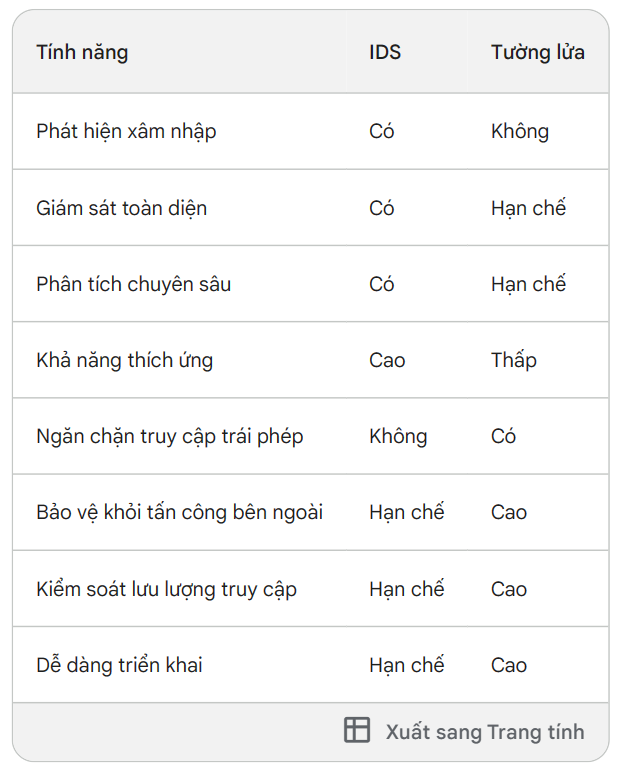 Tính năng IDS Tường lửa
Phát hiện xâm nhập Có Không
Giám sát toàn diện Có Hạn chế
Phân tích chuyên sâu Có Hạn chế
Khả năng thích ứng Cao Thấp
Ngăn chặn truy cập trái phép Không Có
Bảo vệ khỏi tấn công bên ngoài Hạn chế Cao
Kiểm soát lưu lượng truy cập Hạn chế Cao
Dễ dàng triển khai Hạn chế Cao
Xuất sang Trang tính